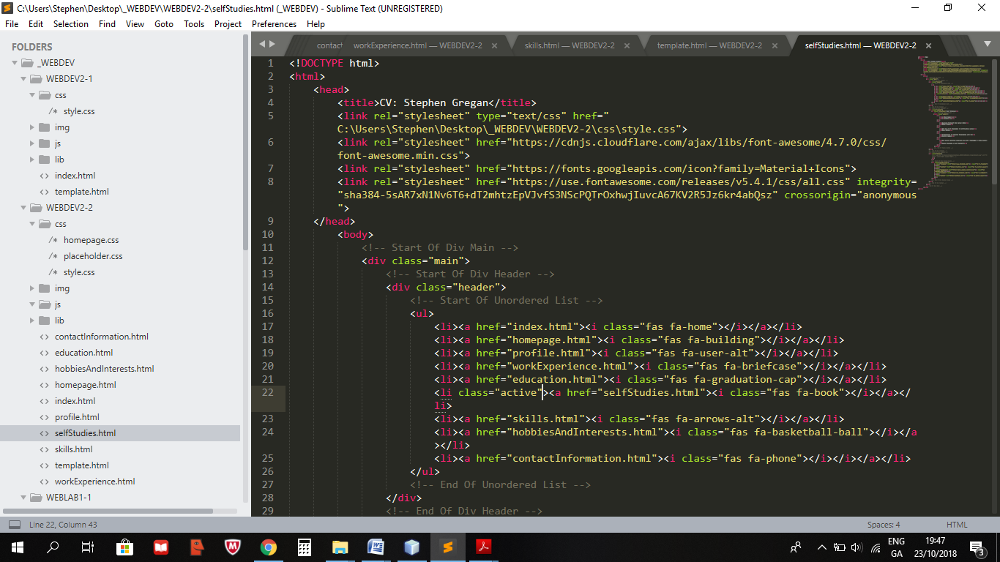 C:\Users\Stephen\Desktop\_WEBDEV\WEBDEV2-2\selfStudies.html (_WEBDEV) - Sublime Text (UNREGISTERED)
File Edit Selection Find View Goto Tools Project Preferences Help
FOLDERS
_WEBDEV
WEBDEV2-1
css
/* style.css
img
js
lib
<> index.html
<> template.html
WEBDEV2-2
css
/* homepage.css
/* placeholder.css
/* style.css
img
js
lib
<> contactInformation.html
<> education.html
<> hobbiesAndInterests.html
<> homepage.html
<> index.html
<> profile.html
<> selfStudies.html
<> skills.html
<> template.html
<> workExperience.html
WEBLAB1-1
contact workExperience.html — WEBDEV2-2 × skills.html — WEBDEV2-2 × template.html — WEBDEV2-2 × selfStudies.html — WEBDEV2-2 ×
1 <!DOCTYPE html>
2 <html>
3 <head>
4 <title>CV: Stephen Gregan</title>
5 <link rel="stylesheet" type="text/css" href="
C:\Users\Stephen\Desktop\_WEBDEV\WEBDEV2-2\css\style.css">
6 <link rel="stylesheet" href="https://cdnjs.cloudflare.com/ajax/libs/font-awesome/4.7.0/css/
font-awesome.min.css">
7 <link rel="stylesheet" href="https://fonts.googleapis.com/icon?family=Material+Icons">
8 <link rel="stylesheet" href="https://use.fontawesome.com/releases/v5.4.1/css/all.css" integrity=
"sha384-5sAR7xN1Nv6T6+dT2mhtzEpVJvfS3NScPQTrOxhwjIuvcA67KV2R5Jz6kr4abQsz" crossorigin="anonymous
">
9 </head>
10 <body>
11 <!-- Start Of Div Main -->
12 <div class="main">
13 <!-- Start Of Div Header -->
14 <div class="header">
15 <!-- Start Of Unordered List -->
16 <ul>
17 <li><a href="index.html"><i class="fas fa-home"></i></a></li>
18 <li><a href="homepage.html"><i class="fas fa-building"></i></a></li>
19 <li><a href="profile.html"><i class="fas fa-user-alt"></i></a></li>
20 <li><a href="workExperience.html"><i class="fas fa-briefcase"></i></a></li>
21 <li><a href="education.html"><i class="fas fa-graduation-cap"></i></a></li>
22 <li class="active"><a href="selfStudies.html"><i class="fas fa-book"></i></a></
li>
23 <li><a href="skills.html"><i class="fas fa-arrows-alt"></i></a></li>
24 <li><a href="hobbiesAndInterests.html"><i class="fas fa-basketball-ball"></i></a
></li>
25 <li><a href="contactInformation.html"><i class="fas fa-phone"></i></i></a></li>
26 </ul>
27 <!-- End Of Unordered List -->
28 </div>
29 <!-- End Of Div Header -->
Line 22, Column 43 Spaces: 4 HTML
ENG
GA
19:47
23/10/2018
3